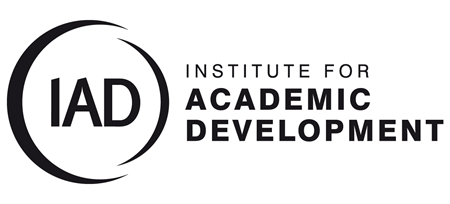 IAD
INSTITUTE FOR
ACADEMIC
DEVELOPMENT